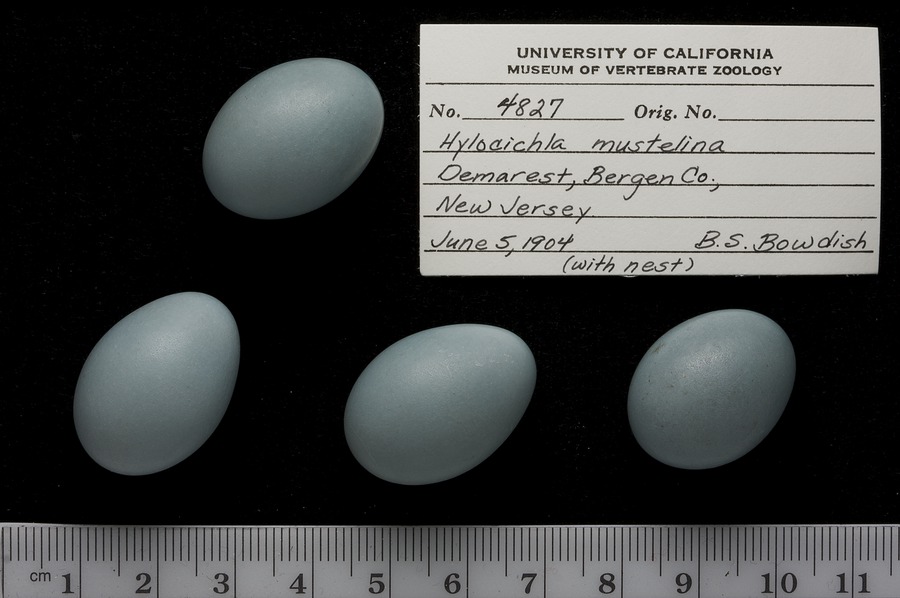 UNIVERSITY OF CALIFORNIA
MUSEUM OF VERTEBRATE ZOOLOGY
No. 4827 Orig. No.
Hylocichla mustelina
Demarest, Bergen Co.,
New Jersey
June 5, 1904 B.S. Bowdish
(with nest)
cm 1 2 3 4 5 6 7 8 9 10 11